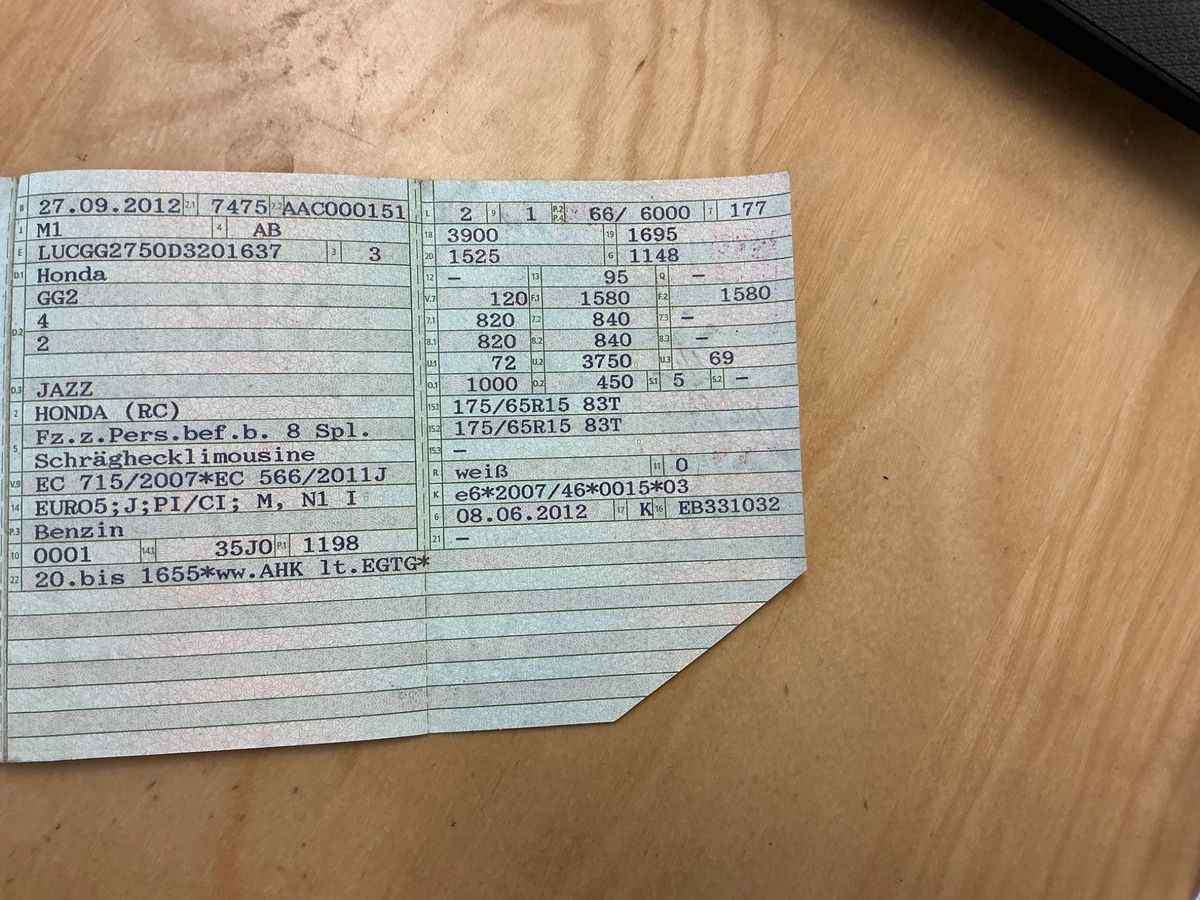 B 27.09.2012 2.1 7475 2.2 AAC000151
J M1 4 AB
E LUCGG2750D3201637 3 3
D.1 Honda
GG2
D.2 4
2
D.3 JAZZ
2 HONDA (RC)
5 Fz.z.Pers.bef.b. 8 Spl.
Schräghecklimousine
V.9 EC 715/2007*EC 566/2011J
14 EURO5;J;PI/CI; M, N1 I
P.3 Benzin
10 0001 14.1 35J0 P.1 1198
22 20.bis 1655*ww.AHK lt.EGTG*
L 2 9 1 P.2 P.4 66/ 6000 T 177
18 3900 19 1695
20 1525 G 1148
12 – 13 95 Q –
V.7 120 F.1 1580 F.2 1580
7.1 820 7.2 840 7.3 –
8.1 820 8.2 840 8.3 –
U.1 72 U.2 3750 U.3 69
O.1 1000 O.2 450 S.1 5 S.2 –
15.1 175/65R15 83T
15.2 175/65R15 83T
15.3 –
R weiß 11 0
K e6*2007/46*0015*03
6 08.06.2012 17 K 16 EB331032
21 –